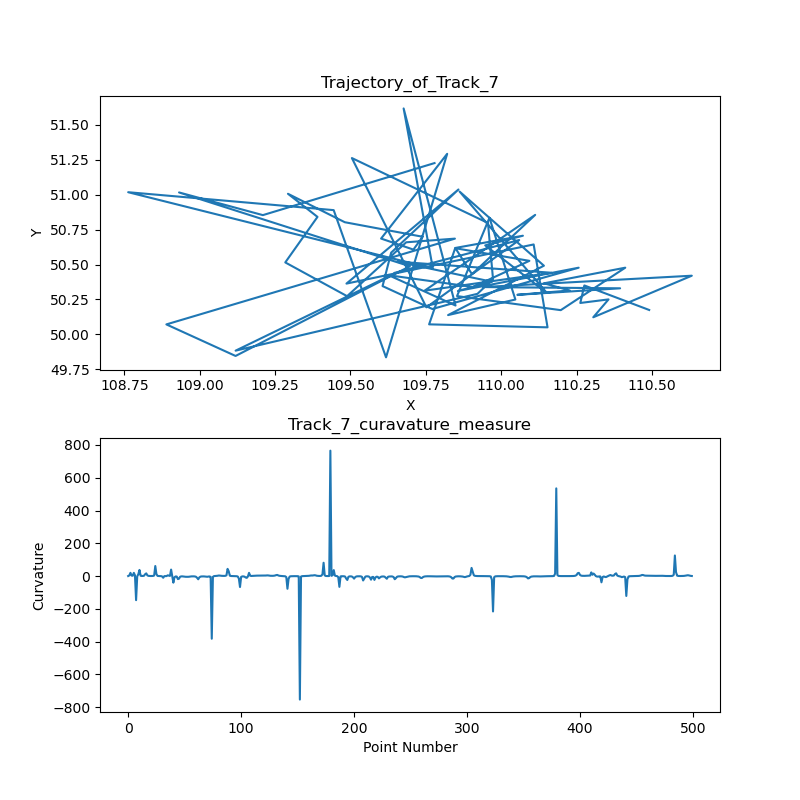 Trajectory_of_Track_7
51.50
51.25
51.00
50.75
50.50
50.25
50.00
49.75
Y
108.75 109.00 109.25 109.50 109.75 110.00 110.25 110.50
X
Track_7_curavature_measure
800
600
400
200
0
−200
−400
−600
−800
Curvature
0 100 200 300 400 500
Point Number